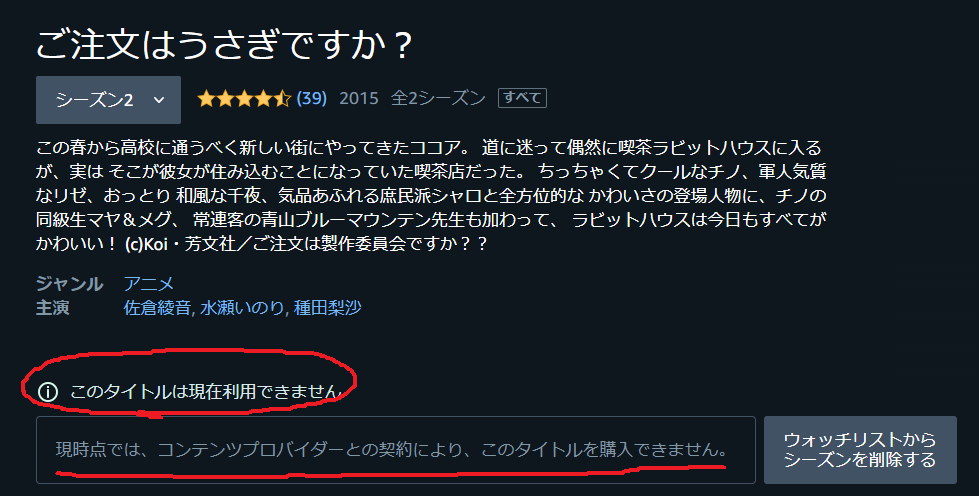 ご注文はうさぎですか？
シーズン2
(39) 2015 全2シーズン すべて
この春から高校に通うべく新しい街にやってきたココア。 道に迷って偶然に喫茶ラビットハウスに入る
が、実は そこが彼女が住み込むことになっていた喫茶店だった。 ちっちゃくてクールなチノ、軍人気質
なリゼ、おっとり 和風な千夜、気品あふれる庶民派シャロと全方位的な かわいさの登場人物に、チノの
同級生マヤ＆メグ、 常連客の青山ブルーマウンテン先生も加わって、 ラビットハウスは今日もすべてが
かわいい！ (c)Koi・芳文社／ご注文は製作委員会ですか？？
ジャンル アニメ
主演 佐倉綾音, 水瀬いのり, 種田梨沙
このタイトルは現在利用できません
現時点では、コンテンツプロバイダーとの契約により、このタイトルを購入できません。
ウォッチリストから
シーズンを削除する